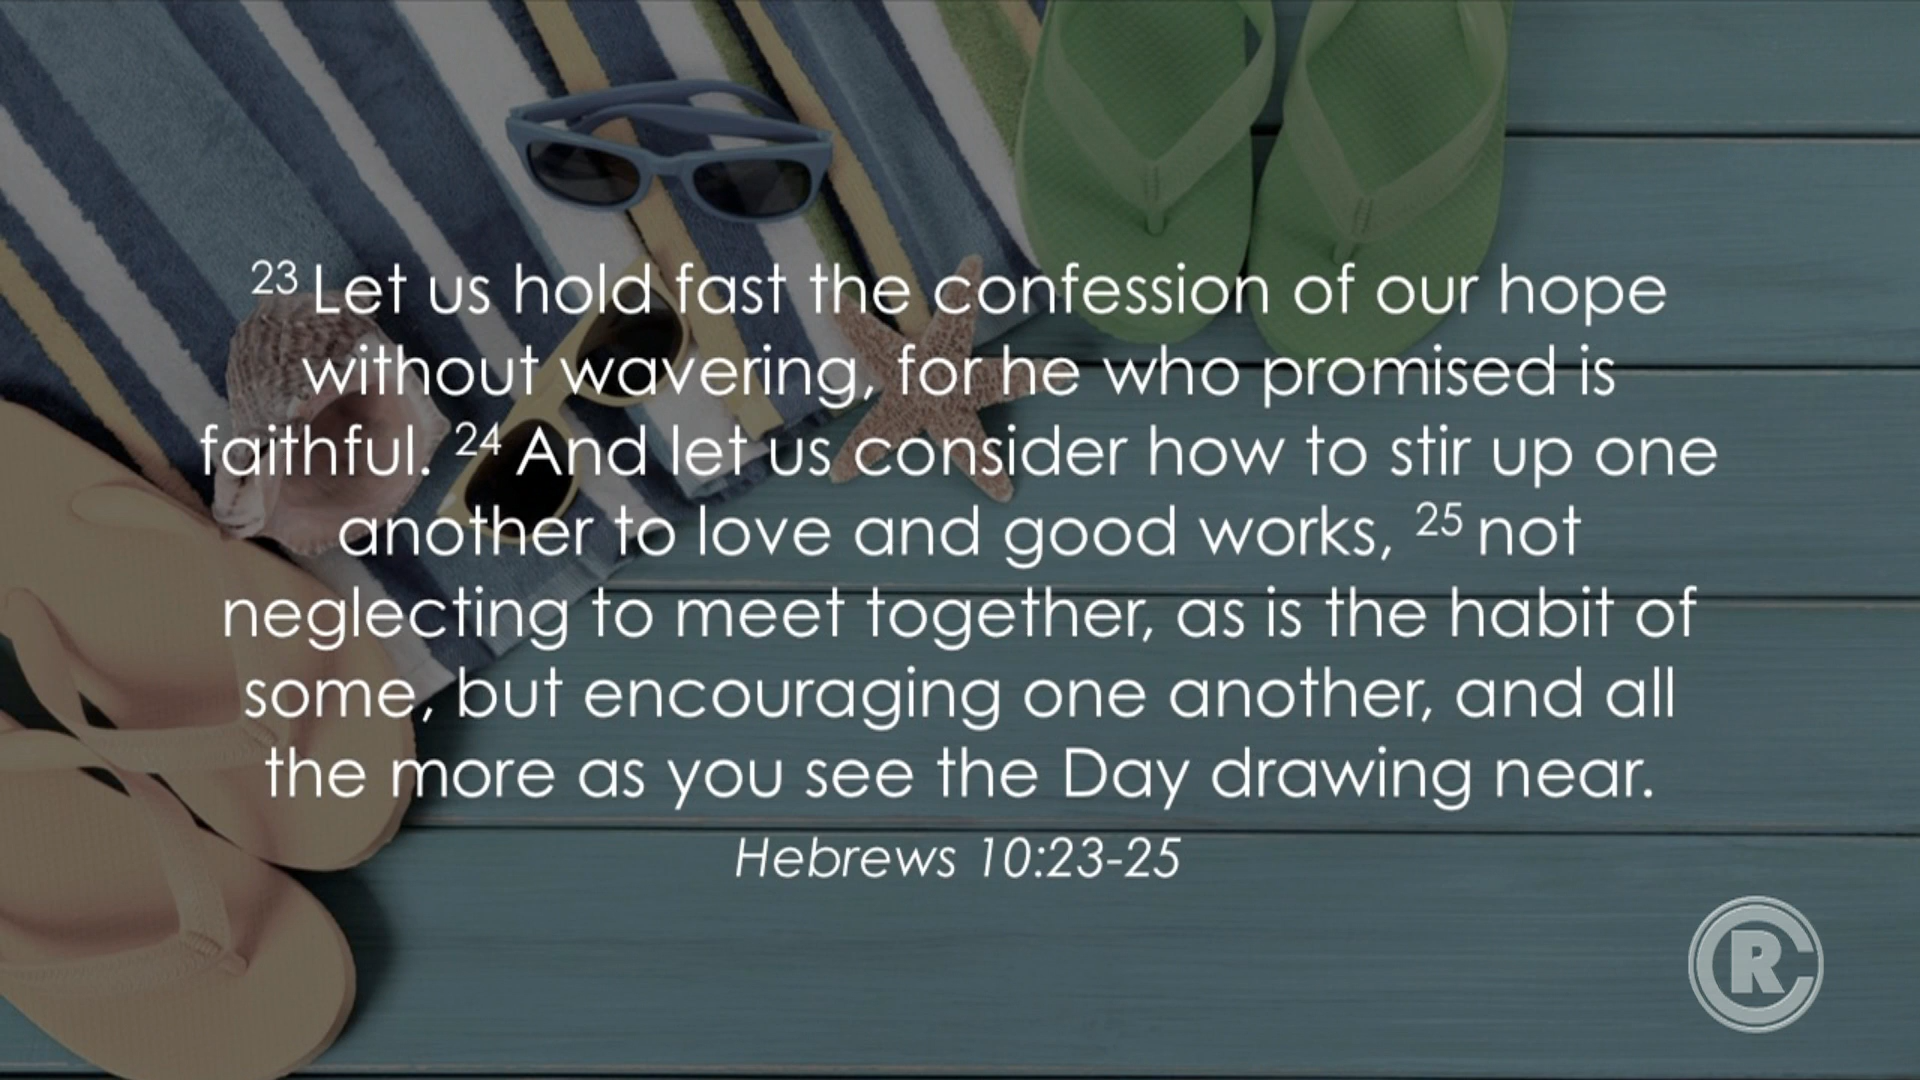 23 Let us hold fast the confession of our hope
without wavering, for he who promised is
faithful. 24 And let us consider how to stir up one
another to love and good works, 25 not
neglecting to meet together, as is the habit of
some, but encouraging one another, and all
the more as you see the Day drawing near.
Hebrews 10:23-25
RC